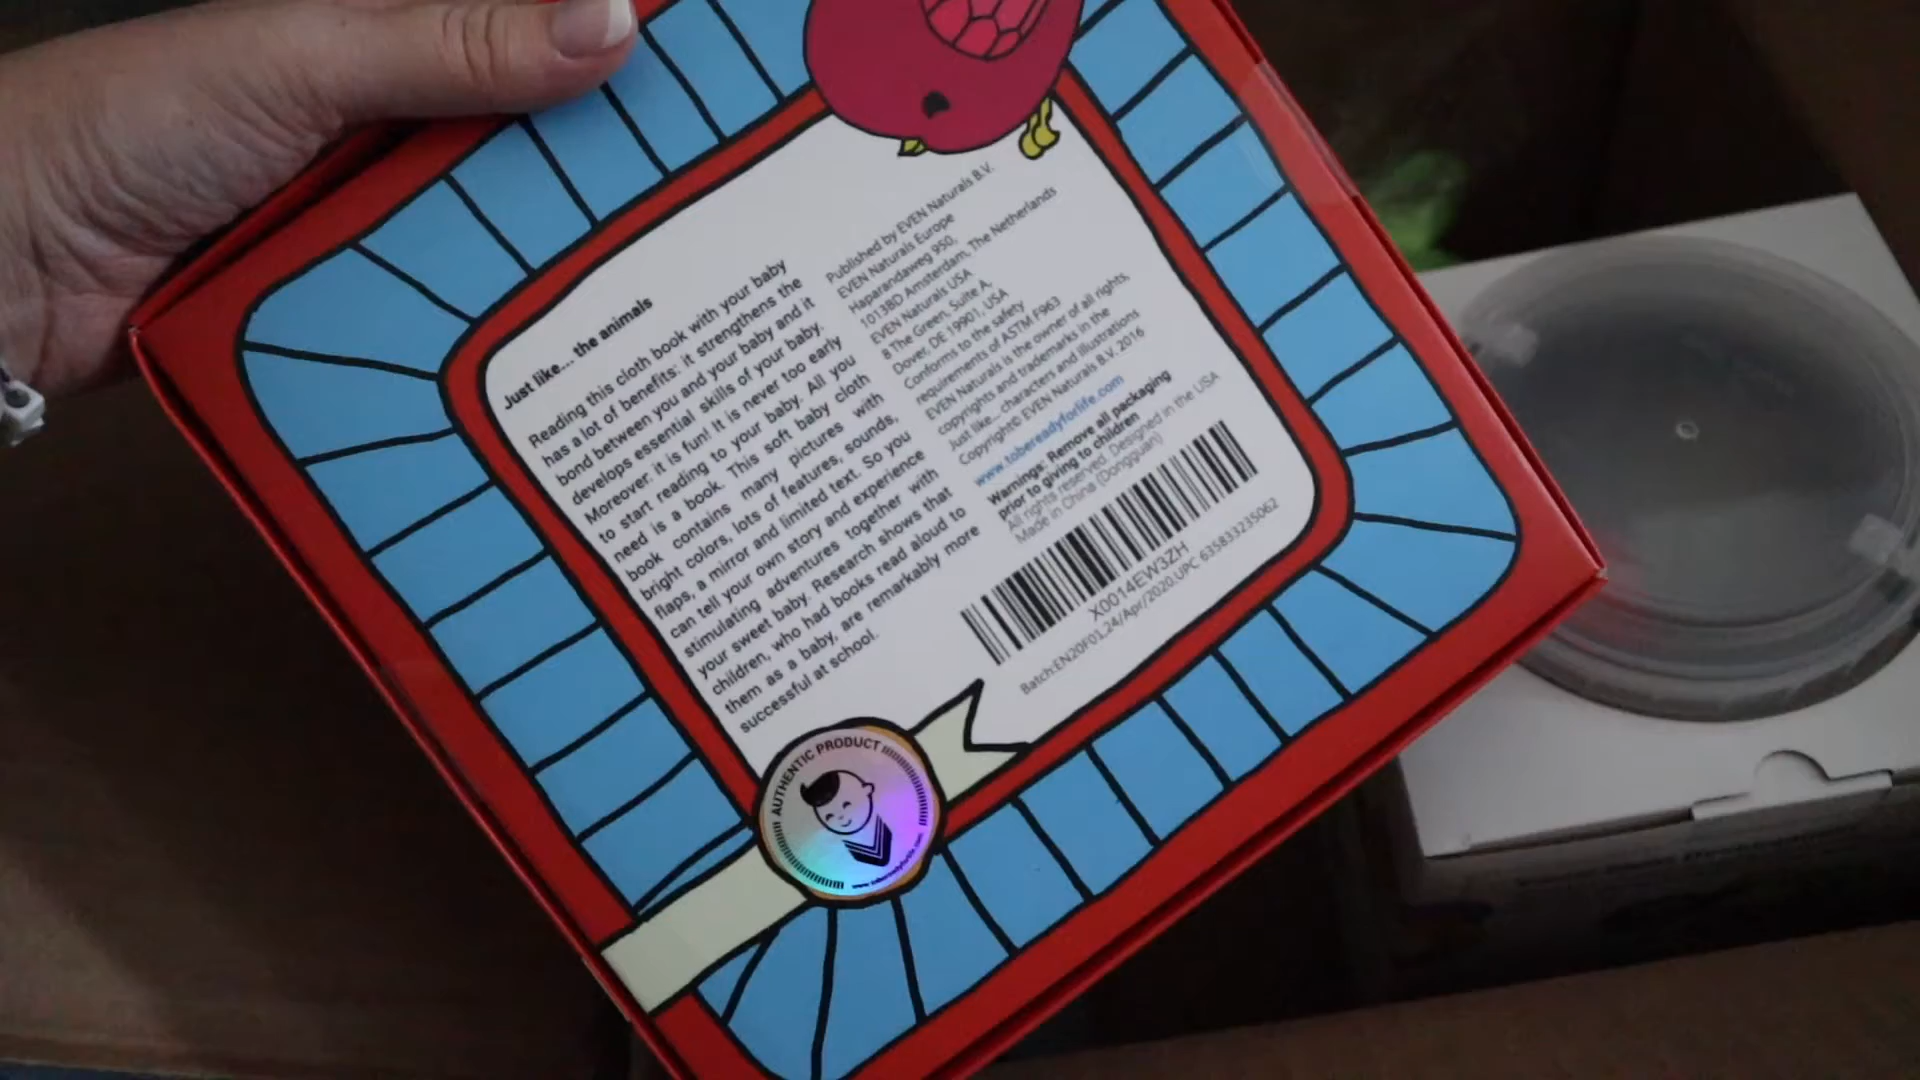 Just like... the animals
Reading this cloth book with your baby
has a lot of benefits: it strengthens the
bond between you and your baby and it
develops essential skills of your baby.
Moreover: it is fun! It is never too early
to start reading to your baby. All you
need is a book. This soft baby cloth
book contains many pictures with
bright colors, lots of features, sounds,
flaps, a mirror and limited text. So you
can tell your own story and experience
stimulating adventures together with
your sweet baby. Research shows that
children, who had books read aloud to
them as a baby, are remarkably more
successful at school.
Published by EVEN Naturals B.V.
EVEN Naturals Europe
Haparandaweg 950,
1013BD Amsterdam, The Netherlands
EVEN Naturals USA
8 The Green, Suite A,
Dover, DE 19901, USA
Conforms to the safety
requirements of ASTM F963
EVEN Naturals is the owner of all rights,
copyrights and trademarks in the
Just like... characters and illustrations
Copyright© EVEN Naturals B.V. 2016
www.tobereadyforlife.com
Warnings: Remove all packaging
prior to giving to children
All rights reserved. Designed in the USA
Made in China (Dongguan)
X0014EW3ZH
Batch:EN20F01,24/Apr/2020,UPC 635833235062
AUTHENTIC PRODUCT
www.tobereadyforlife.com